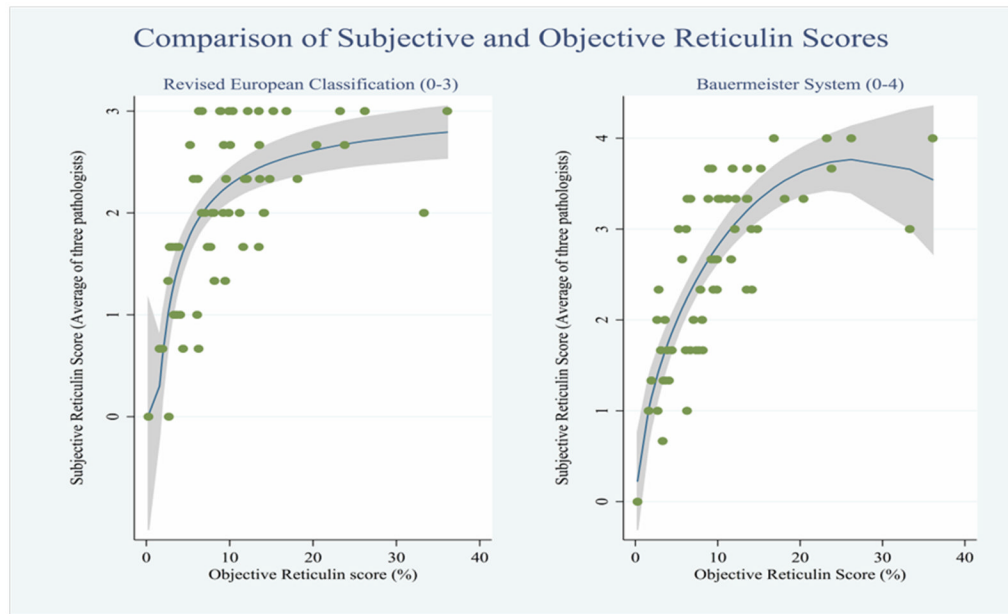 Comparison of Subjective and Objective Reticulin Scores
Revised European Classification (0-3)
Subjective Reticulin Score (Average of three pathologists)
3
2
1
0
0 10 20 30 40
Objective Reticulin score (%)
Bauermeister System (0-4)
Subjective Reticulin Score (Average of three pathologists)
4
3
2
1
0
0 10 20 30 40
Objective Reticulin Score (%)